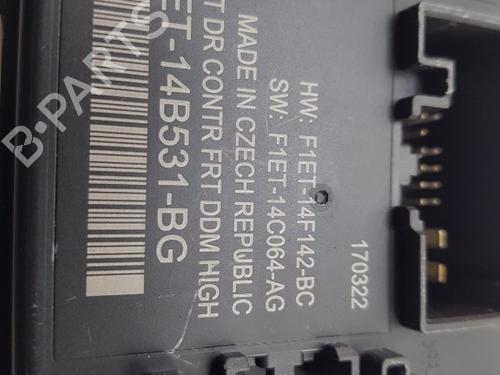 HW: F1ET-14F142-BC
SW: F1ET-14C064-AG
170322
MADE IN CZECH REPUBLIC
T DR CONTR FRT DDM HIGH
ET-14B531-BG
B-PARTS